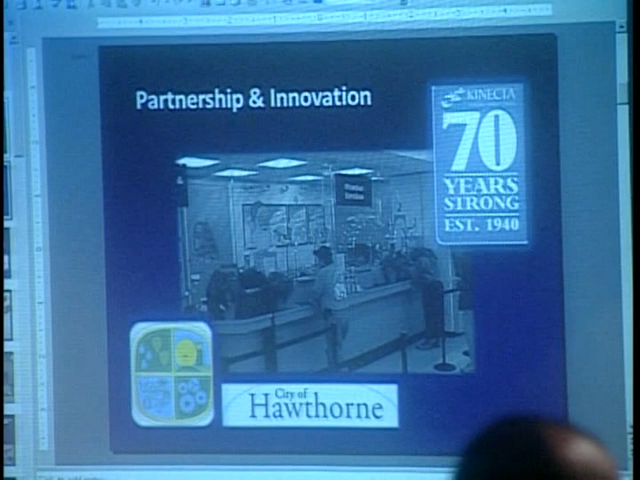 Partnership & Innovation
KINECTA
70
YEARS
STRONG
EST. 1940
City of
Hawthorne